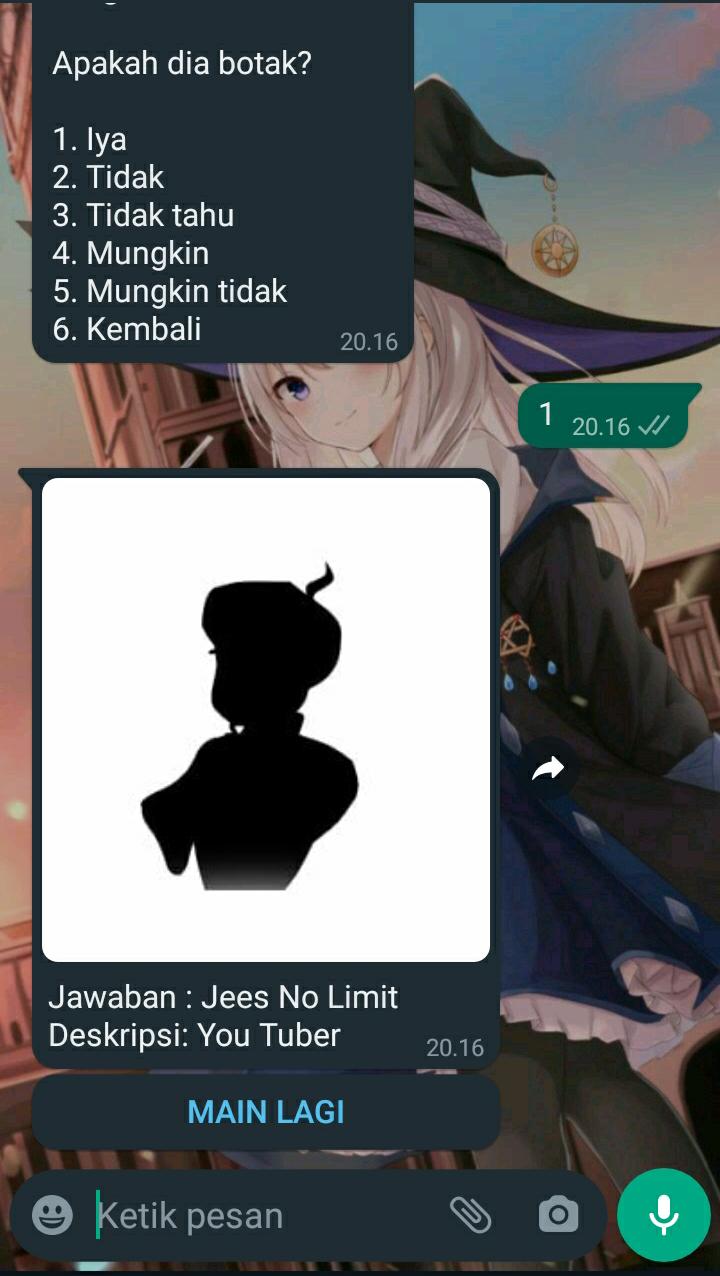 Apakah dia botak?
1. Iya
2. Tidak
3. Tidak tahu
4. Mungkin
5. Mungkin tidak
6. Kembali
20.16
1
20.16
Jawaban : Jees No Limit
Deskripsi: You Tuber
20.16
MAIN LAGI
Ketik pesan